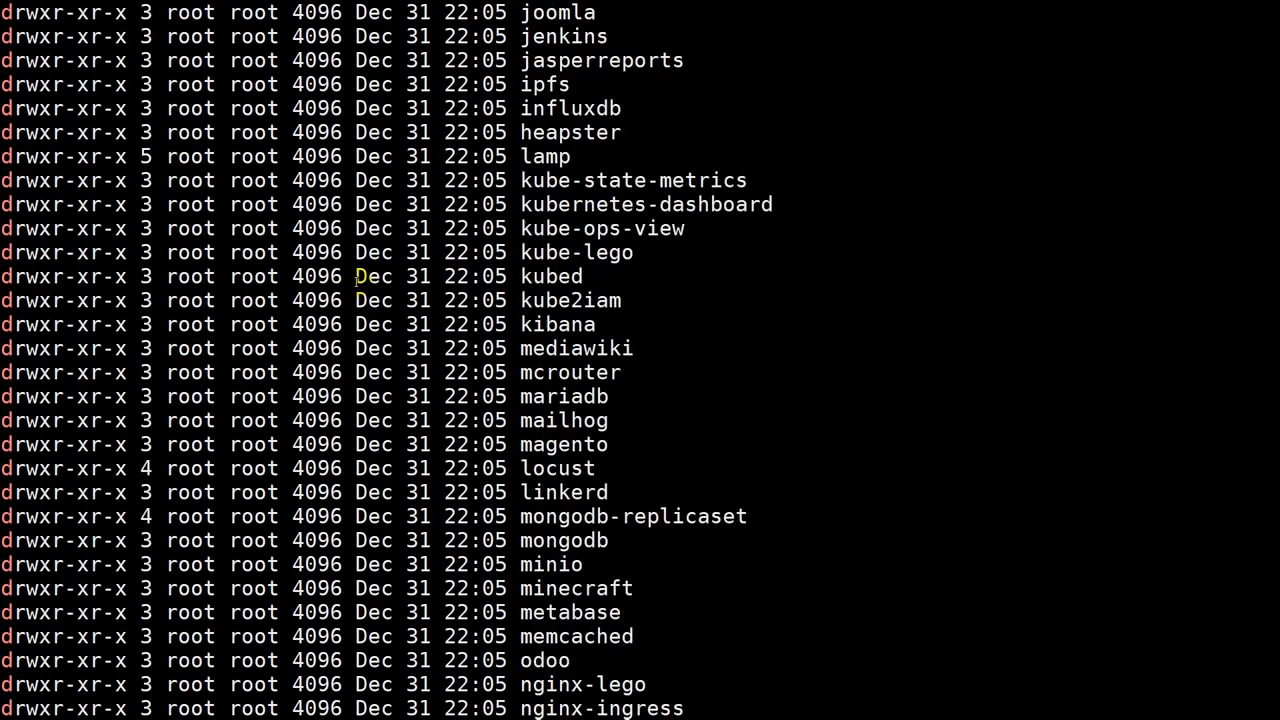 drwxr-xr-x 3 root root 4096 Dec 31 22:05 joomla
drwxr-xr-x 3 root root 4096 Dec 31 22:05 jenkins
drwxr-xr-x 3 root root 4096 Dec 31 22:05 jasperreports
drwxr-xr-x 3 root root 4096 Dec 31 22:05 ipfs
drwxr-xr-x 3 root root 4096 Dec 31 22:05 influxdb
drwxr-xr-x 3 root root 4096 Dec 31 22:05 heapster
drwxr-xr-x 5 root root 4096 Dec 31 22:05 lamp
drwxr-xr-x 3 root root 4096 Dec 31 22:05 kube-state-metrics
drwxr-xr-x 3 root root 4096 Dec 31 22:05 kubernetes-dashboard
drwxr-xr-x 3 root root 4096 Dec 31 22:05 kube-ops-view
drwxr-xr-x 3 root root 4096 Dec 31 22:05 kube-lego
drwxr-xr-x 3 root root 4096 Dec 31 22:05 kubed
drwxr-xr-x 3 root root 4096 Dec 31 22:05 kube2iam
drwxr-xr-x 3 root root 4096 Dec 31 22:05 kibana
drwxr-xr-x 3 root root 4096 Dec 31 22:05 mediawiki
drwxr-xr-x 3 root root 4096 Dec 31 22:05 mcrouter
drwxr-xr-x 3 root root 4096 Dec 31 22:05 mariadb
drwxr-xr-x 3 root root 4096 Dec 31 22:05 mailhog
drwxr-xr-x 3 root root 4096 Dec 31 22:05 magento
drwxr-xr-x 4 root root 4096 Dec 31 22:05 locust
drwxr-xr-x 3 root root 4096 Dec 31 22:05 linkerd
drwxr-xr-x 4 root root 4096 Dec 31 22:05 mongodb-replicaset
drwxr-xr-x 3 root root 4096 Dec 31 22:05 mongodb
drwxr-xr-x 3 root root 4096 Dec 31 22:05 minio
drwxr-xr-x 3 root root 4096 Dec 31 22:05 minecraft
drwxr-xr-x 3 root root 4096 Dec 31 22:05 metabase
drwxr-xr-x 3 root root 4096 Dec 31 22:05 memcached
drwxr-xr-x 3 root root 4096 Dec 31 22:05 odoo
drwxr-xr-x 3 root root 4096 Dec 31 22:05 nginx-lego
drwxr-xr-x 3 root root 4096 Dec 31 22:05 nginx-ingress